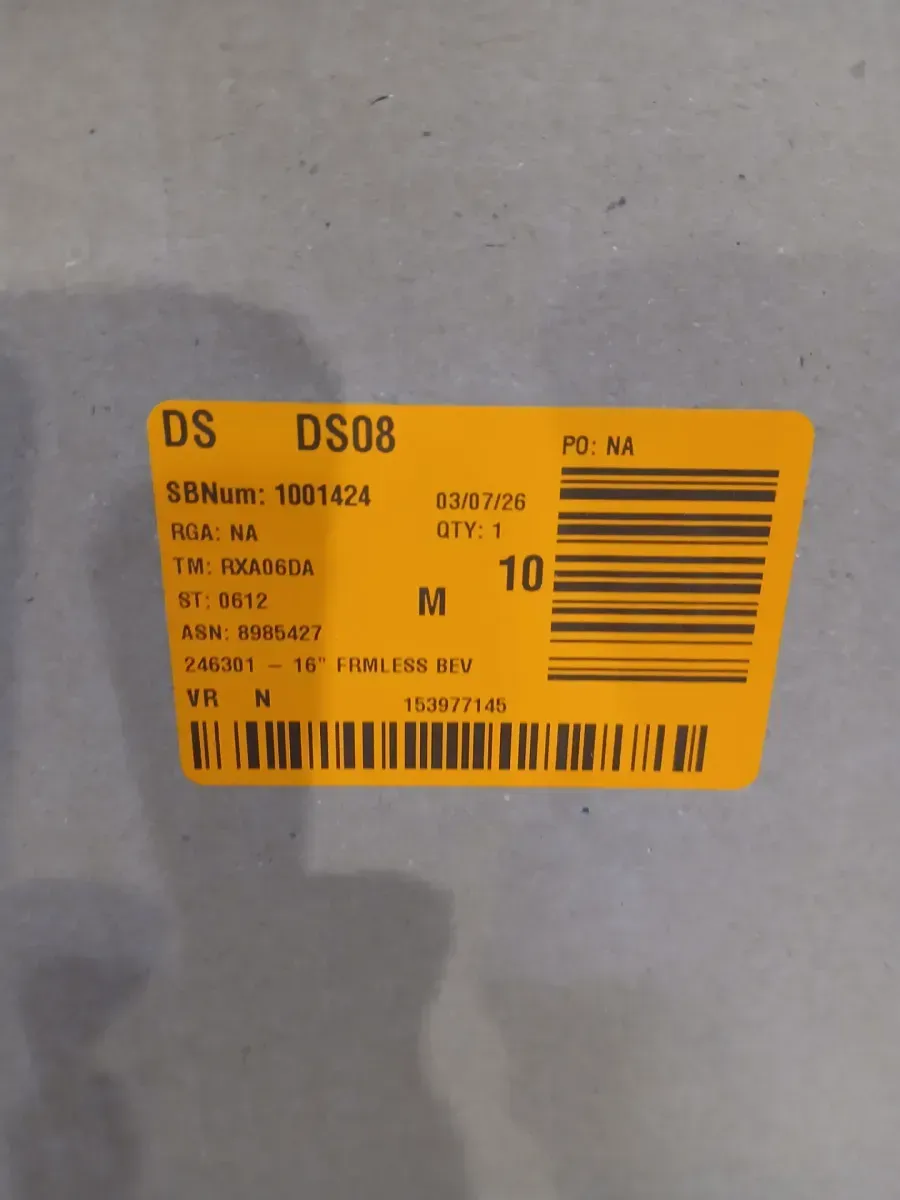 DS DS08
PO: NA
SBNum: 1001424 03/07/26
RGA: NA QTY: 1
TM: RXA06DA 10
ST: 0612 M
ASN: 8985427
246301 – 16" FRMLESS BEV
VR N 153977145